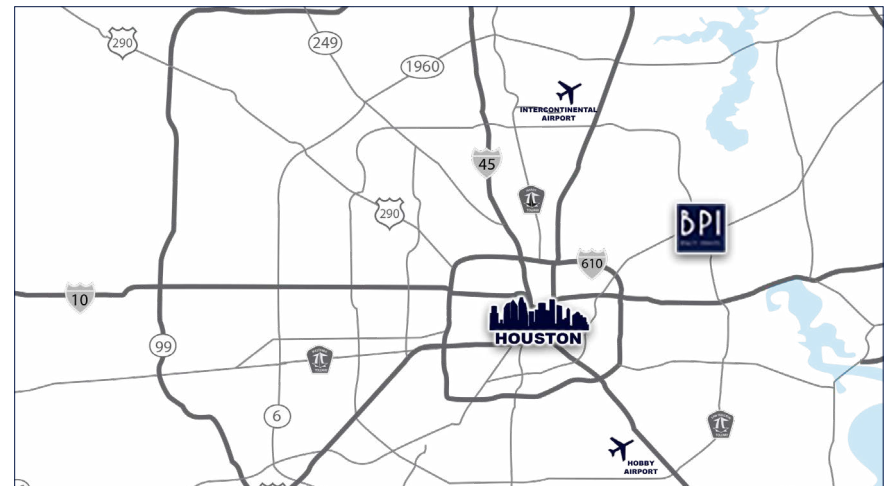 290
249
1960
INTERCONTINENTAL
AIRPORT
45
290
BPI
610
10
HOUSTON
99
6
HOBBY
AIRPORT